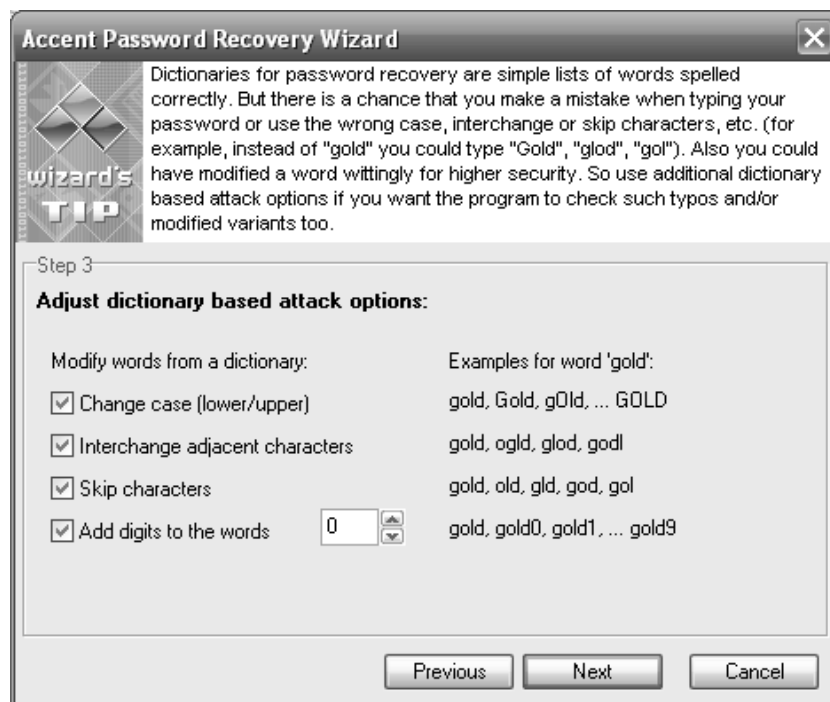 Accent Password Recovery Wizard
wizard's
TIP
Dictionaries for password recovery are simple lists of words spelled
correctly. But there is a chance that you make a mistake when typing your
password or use the wrong case, interchange or skip characters, etc. (for
example, instead of "gold" you could type "Gold", "glod", "gol"). Also you could
have modified a word wittingly for higher security. So use additional dictionary
based attack options if you want the program to check such typos and/or
modified variants too.
Step 3
Adjust dictionary based attack options:
Modify words from a dictionary:
Examples for word 'gold':
Change case (lower/upper)
gold, Gold, gOld, ... GOLD
Interchange adjacent characters
gold, ogld, glod, godl
Skip characters
gold, old, gld, god, gol
Add digits to the words
0
gold, gold0, gold1, ... gold9
Previous
Next
Cancel